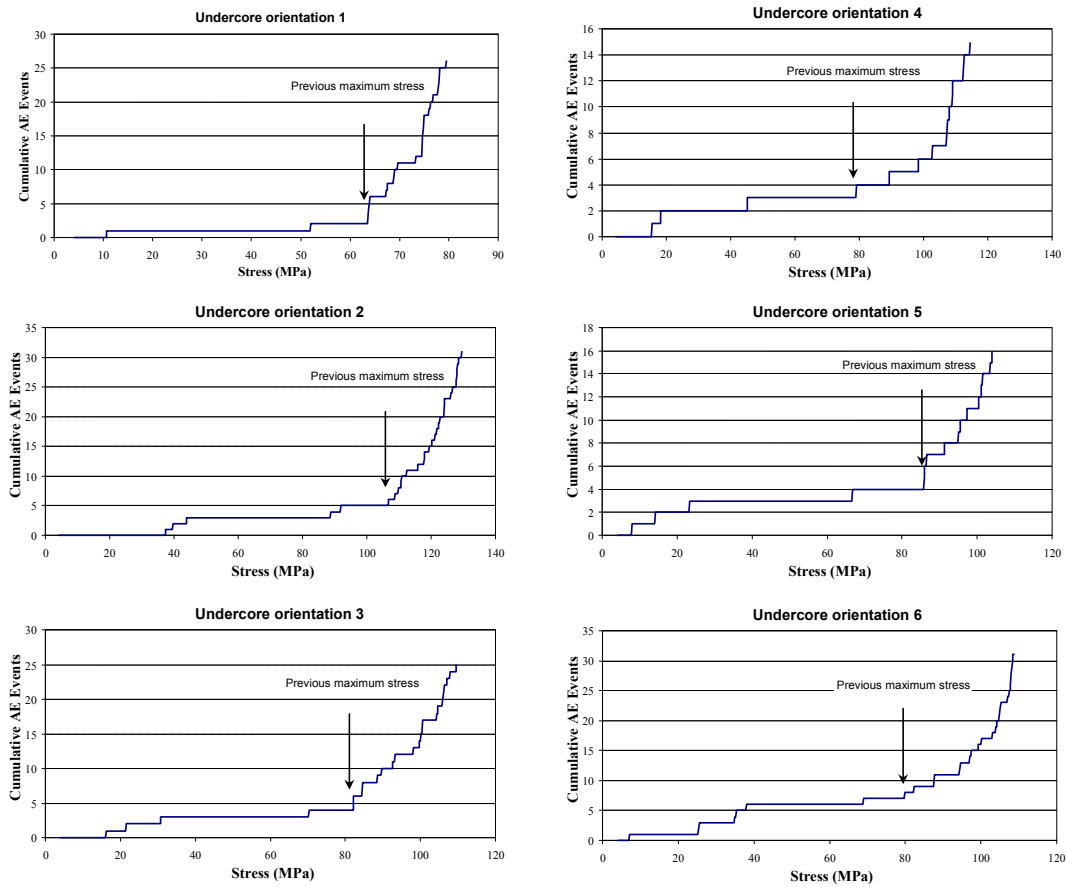 Undercore orientation 1
Cumulative AE Events
30
25
20
15
10
5
0
Previous maximum stress
0 10 20 30 40 50 60 70 80 90
Stress (MPa)
Undercore orientation 4
Cumulative AE Events
16
14
12
10
8
6
4
2
0
Previous maximum stress
0 20 40 60 80 100 120 140
Stress (MPa)
Undercore orientation 2
Cumulative AE Events
35
30
25
20
15
10
5
0
Previous maximum stress
0 20 40 60 80 100 120 140
Stress (MPa)
Undercore orientation 5
Cumulative AE Events
18
16
14
12
10
8
6
4
2
0
Previous maximum stress
0 20 40 60 80 100 120
Stress (MPa)
Undercore orientation 3
Cumulative AE Events
30
25
20
15
10
5
0
Previous maximum stress
0 20 40 60 80 100 120
Stress (MPa)
Undercore orientation 6
Cumulative AE Events
35
30
25
20
15
10
5
0
Previous maximum stress
0 20 40 60 80 100 120
Stress (MPa)